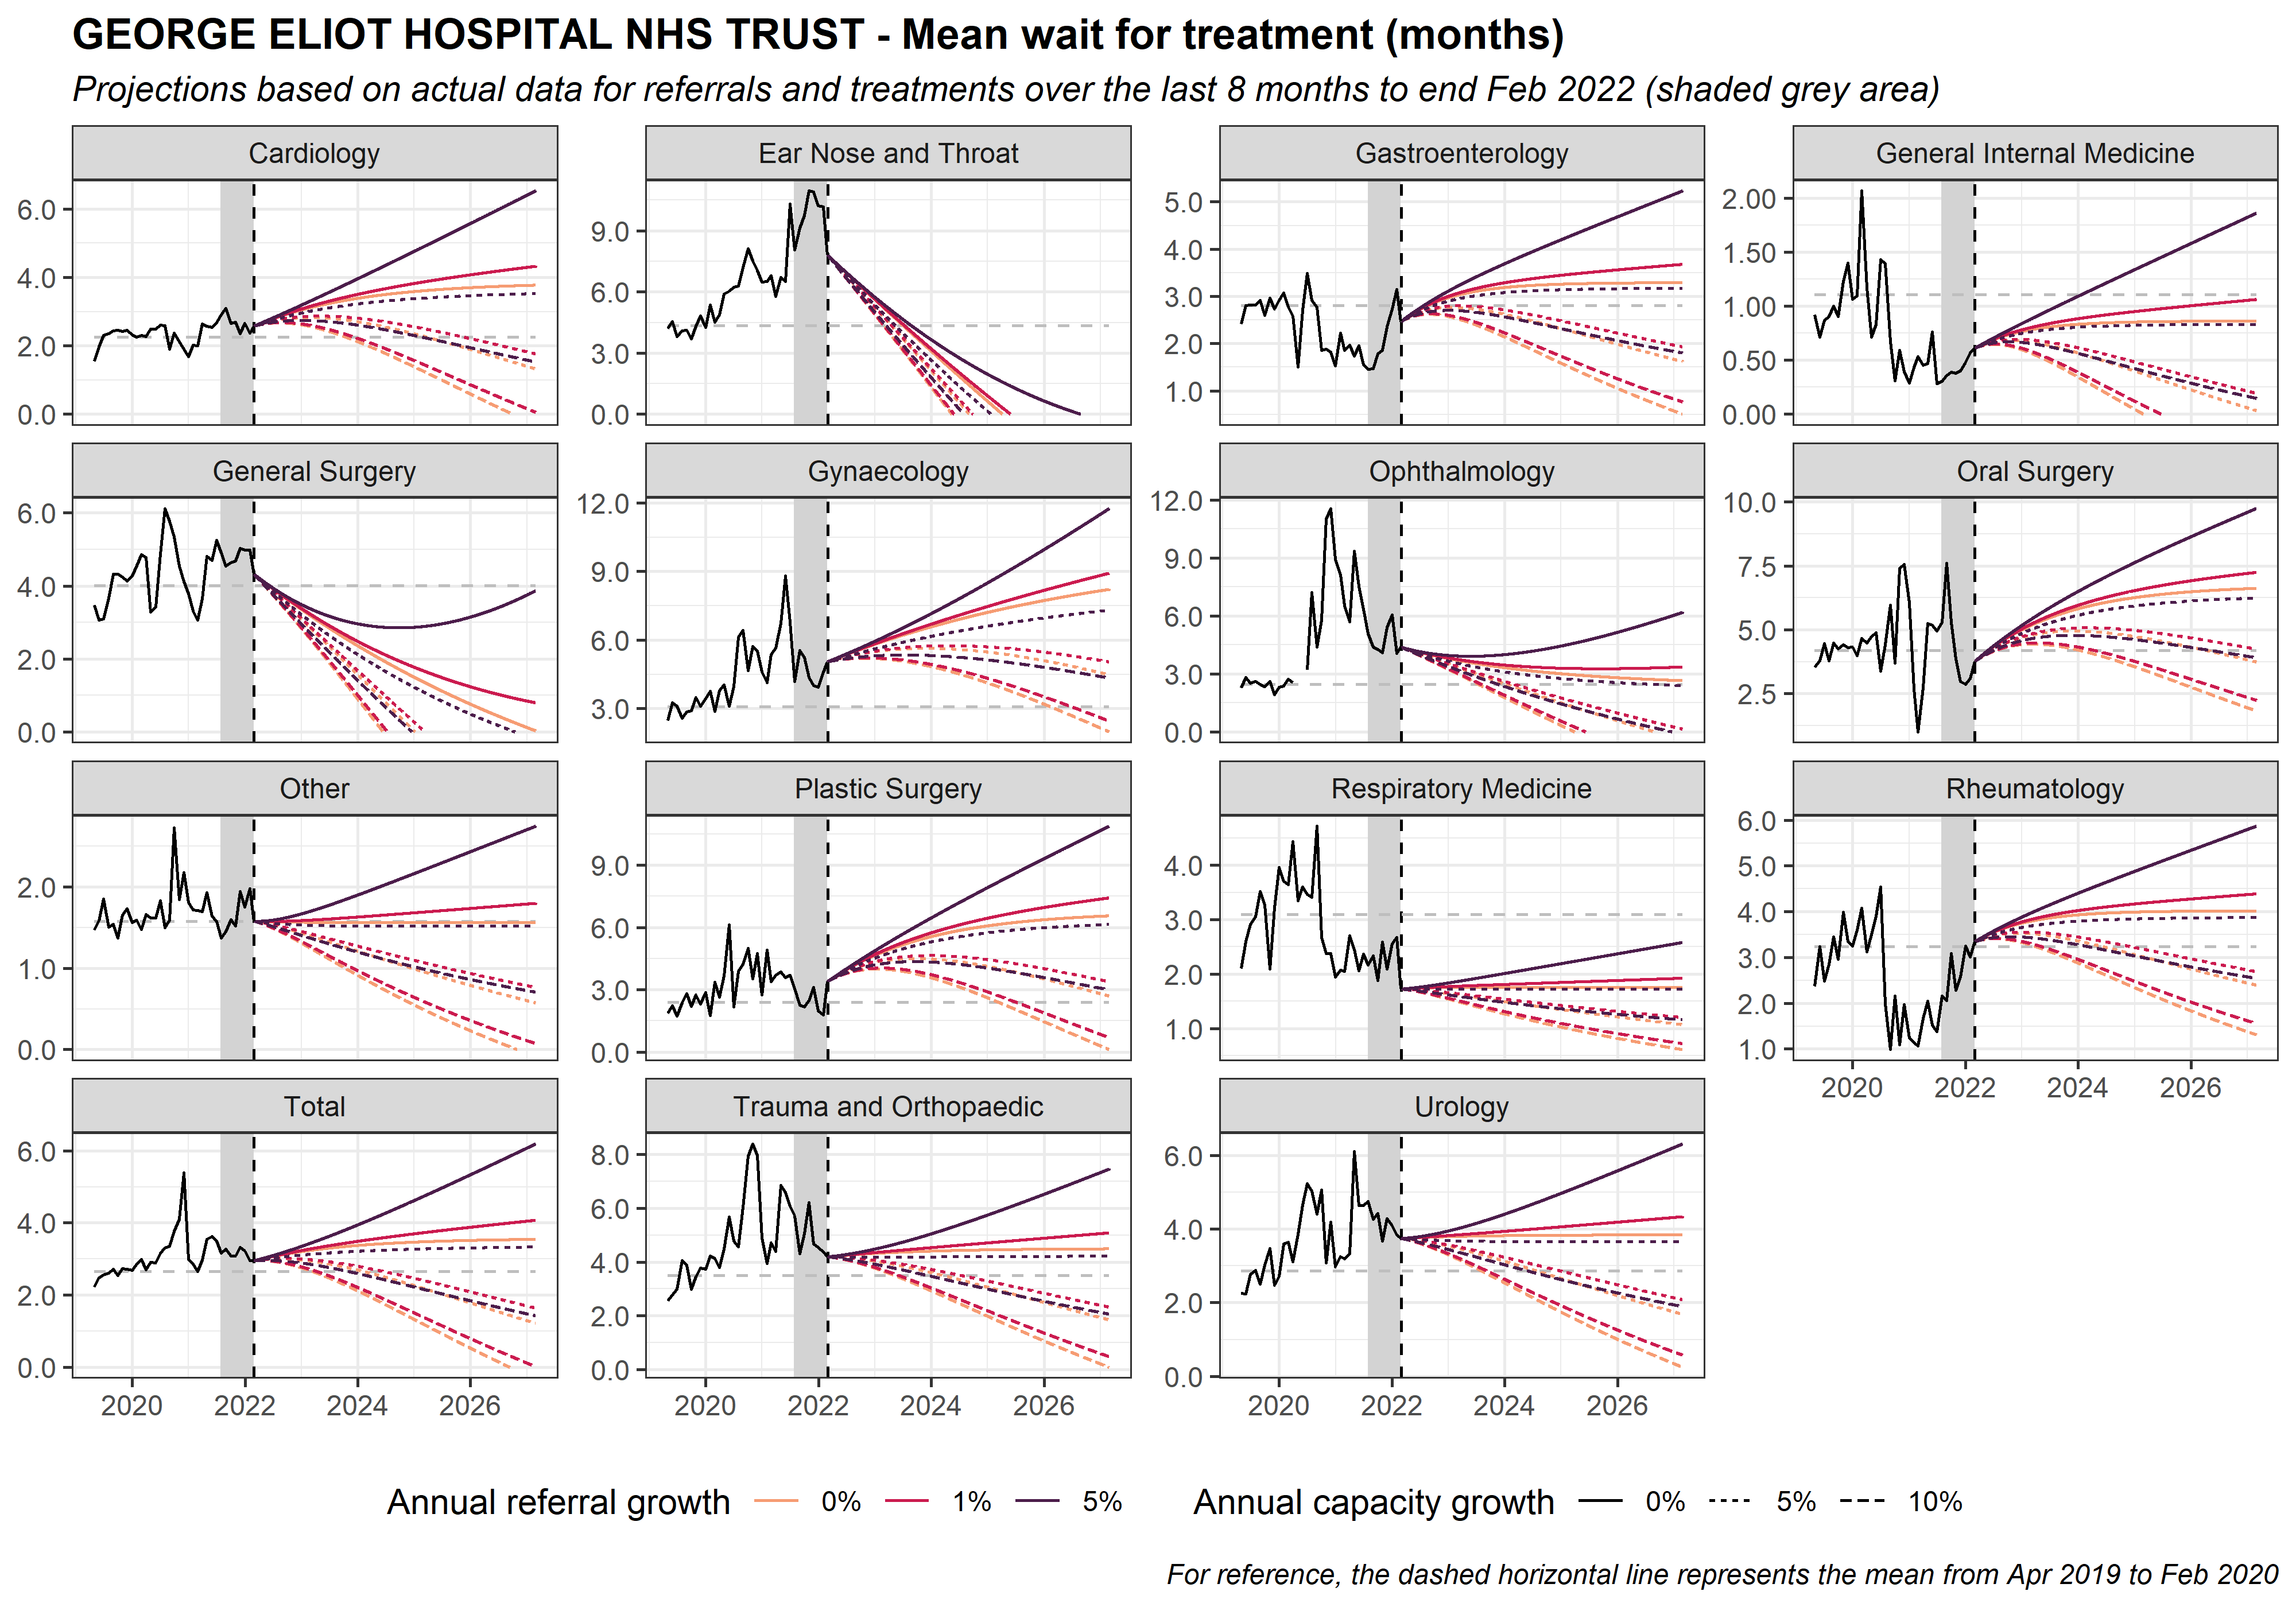 GEORGE ELIOT HOSPITAL NHS TRUST - Mean wait for treatment (months)
Projections based on actual data for referrals and treatments over the last 8 months to end Feb 2022 (shaded grey area)
Cardiology
6.0
4.0
2.0
0.0
Ear Nose and Throat
9.0
6.0
3.0
0.0
Gastroenterology
5.0
4.0
3.0
2.0
1.0
General Internal Medicine
2.00
1.50
1.00
0.50
0.00
General Surgery
6.0
4.0
2.0
0.0
Gynaecology
12.0
9.0
6.0
3.0
Ophthalmology
12.0
9.0
6.0
3.0
0.0
Oral Surgery
10.0
7.5
5.0
2.5
Other
2.0
1.0
0.0
Plastic Surgery
9.0
6.0
3.0
0.0
Respiratory Medicine
4.0
3.0
2.0
1.0
Rheumatology
6.0
5.0
4.0
3.0
2.0
1.0
2020 2022 2024 2026
Total
6.0
4.0
2.0
0.0
2020 2022 2024 2026
Trauma and Orthopaedic
8.0
6.0
4.0
2.0
0.0
2020 2022 2024 2026
Urology
6.0
4.0
2.0
0.0
2020 2022 2024 2026
Annual referral growth 0% 1% 5%
Annual capacity growth 0% 5% 10%
For reference, the dashed horizontal line represents the mean from Apr 2019 to Feb 2020